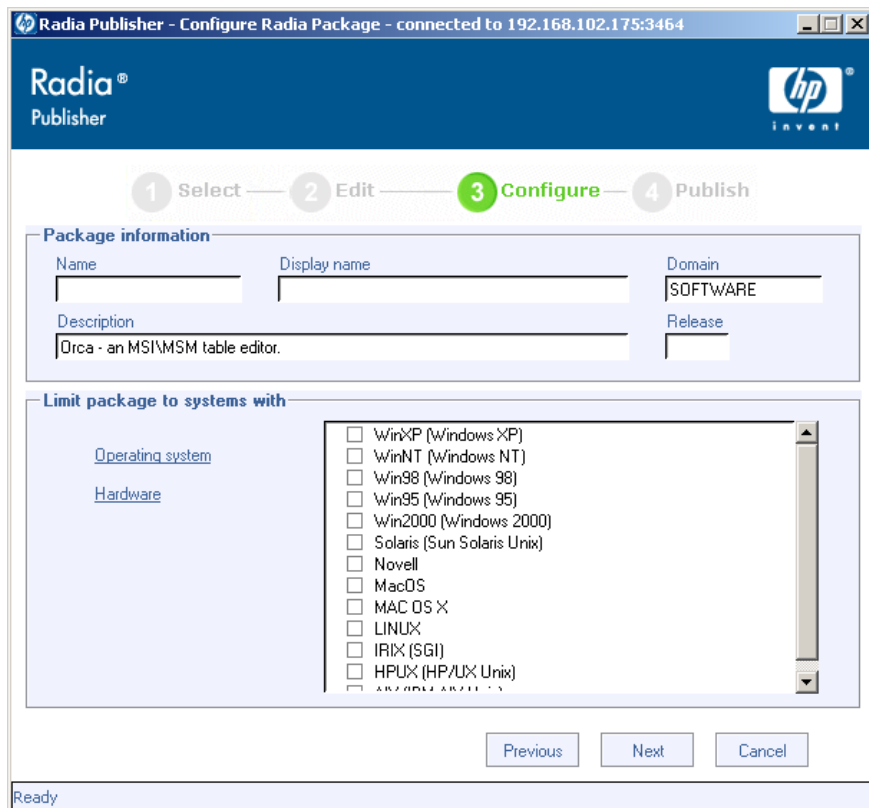 Radia Publisher - Configure Radia Package - connected to 192.168.102.175:3464
Radia ®
Publisher
hp ®
invent
1 Select 2 Edit 3 Configure 4 Publish
Package information
Name Display name Domain
SOFTWARE
Description Release
Orca - an MSI\MSM table editor.
Limit package to systems with
Operating system
Hardware
WinXP (Windows XP)
WinNT (Windows NT)
Win98 (Windows 98)
Win95 (Windows 95)
Win2000 (Windows 2000)
Solaris (Sun Solaris Unix)
Novell
MacOS
MAC OS X
LINUX
IRIX (SGI)
HPUX (HP/UX Unix)
Previous Next Cancel
Ready